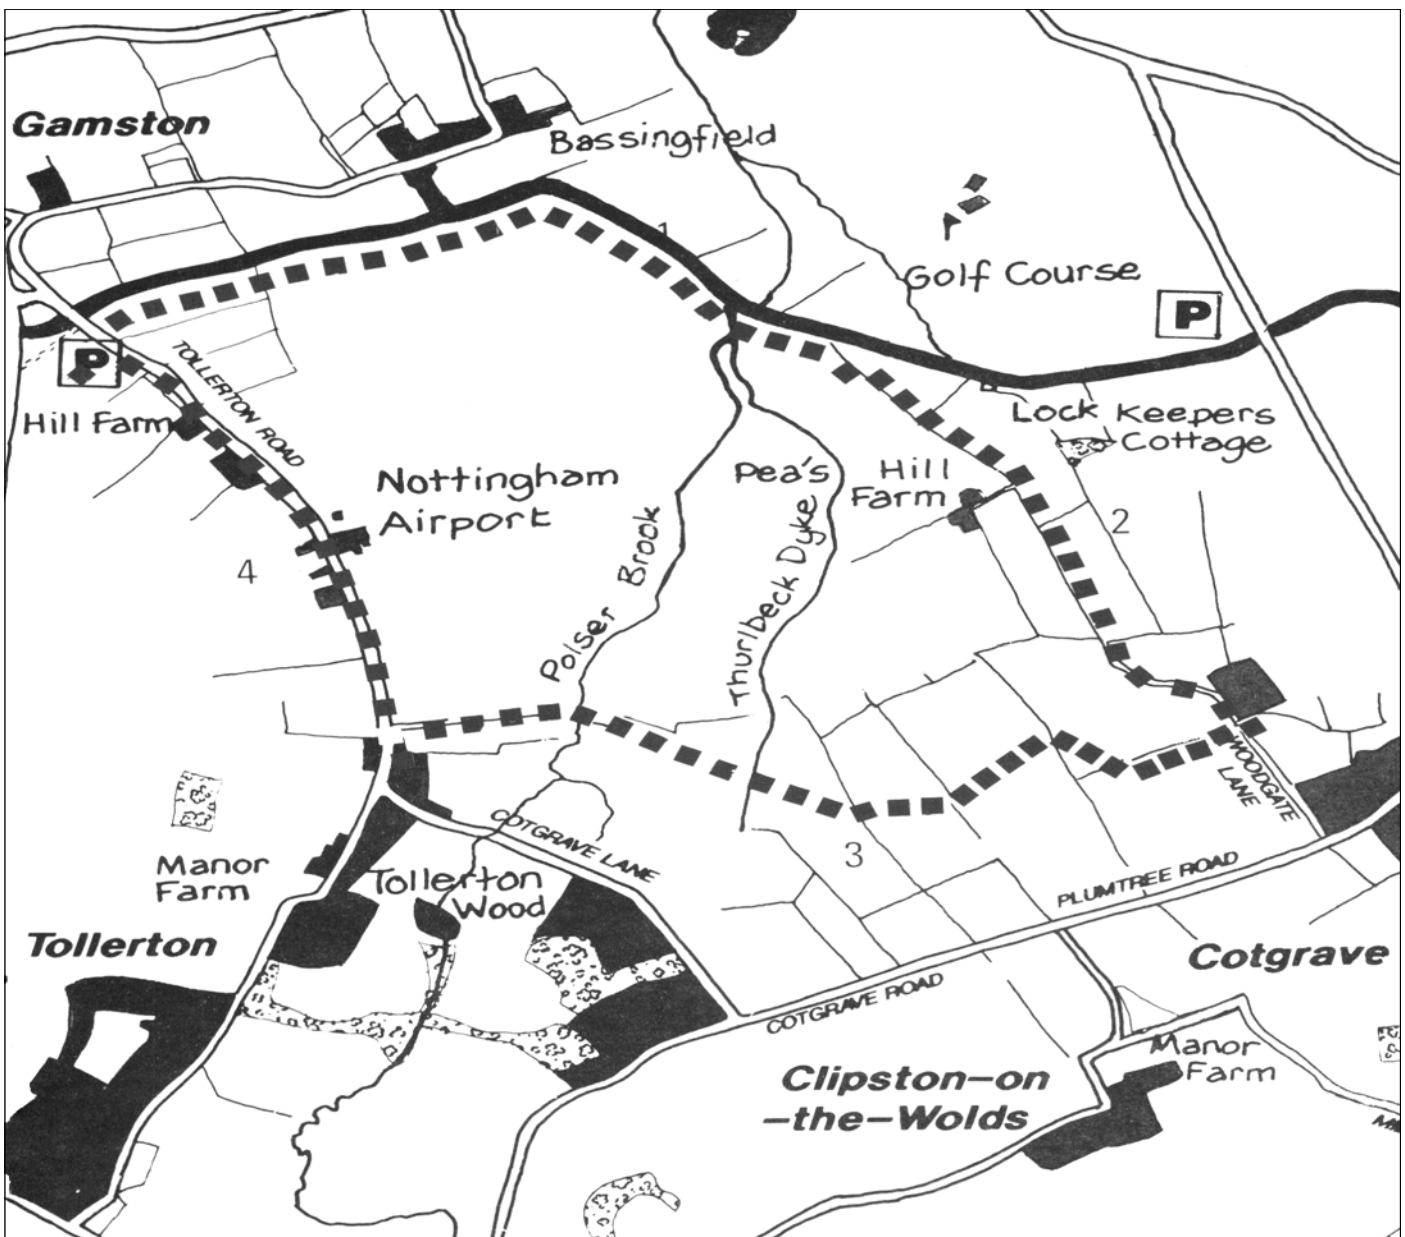 Gamston
Bassingfield
1
Golf Course
P
P
TOLLERTON ROAD
Hill Farm
Lock Keepers
Cottage
Nottingham
Airport
Pea's
Hill
Farm
2
4
Polser Brook
Thurlbeck Dyke
WOODGATE
LANE
3
COTGRAVE LANE
PLUMTREE ROAD
Manor
Farm
Tollerton
Wood
Tollerton
Cotgrave
COTGRAVE ROAD
Manor
Farm
Clipston-on
-the-Wolds